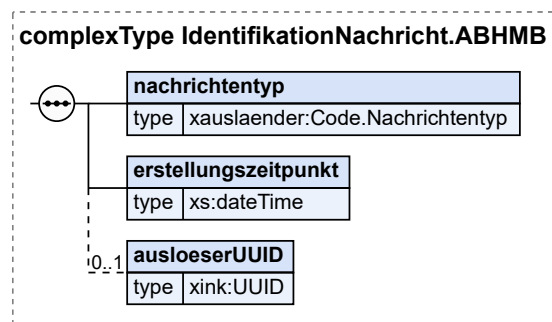 complexType IdentifikationNachricht.ABHMB
nachrichtentyp
type xauslaender:Code.Nachrichtentyp
erstellungszeitpunkt
type xs:dateTime
0..1
ausloeserUUID
type xink:UUID